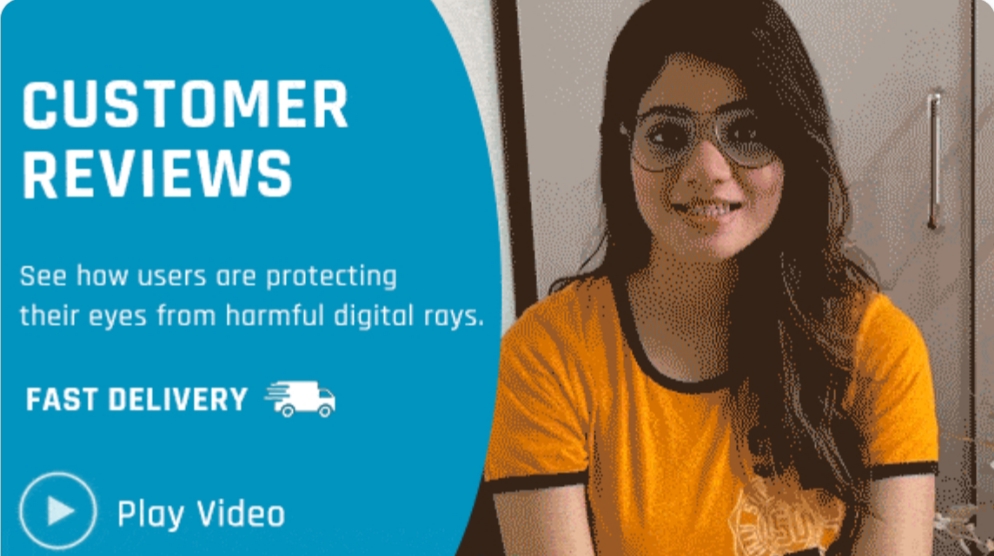 CUSTOMER
REVIEWS
See how users are protecting
their eyes from harmful digital rays.
FAST DELIVERY
Play Video